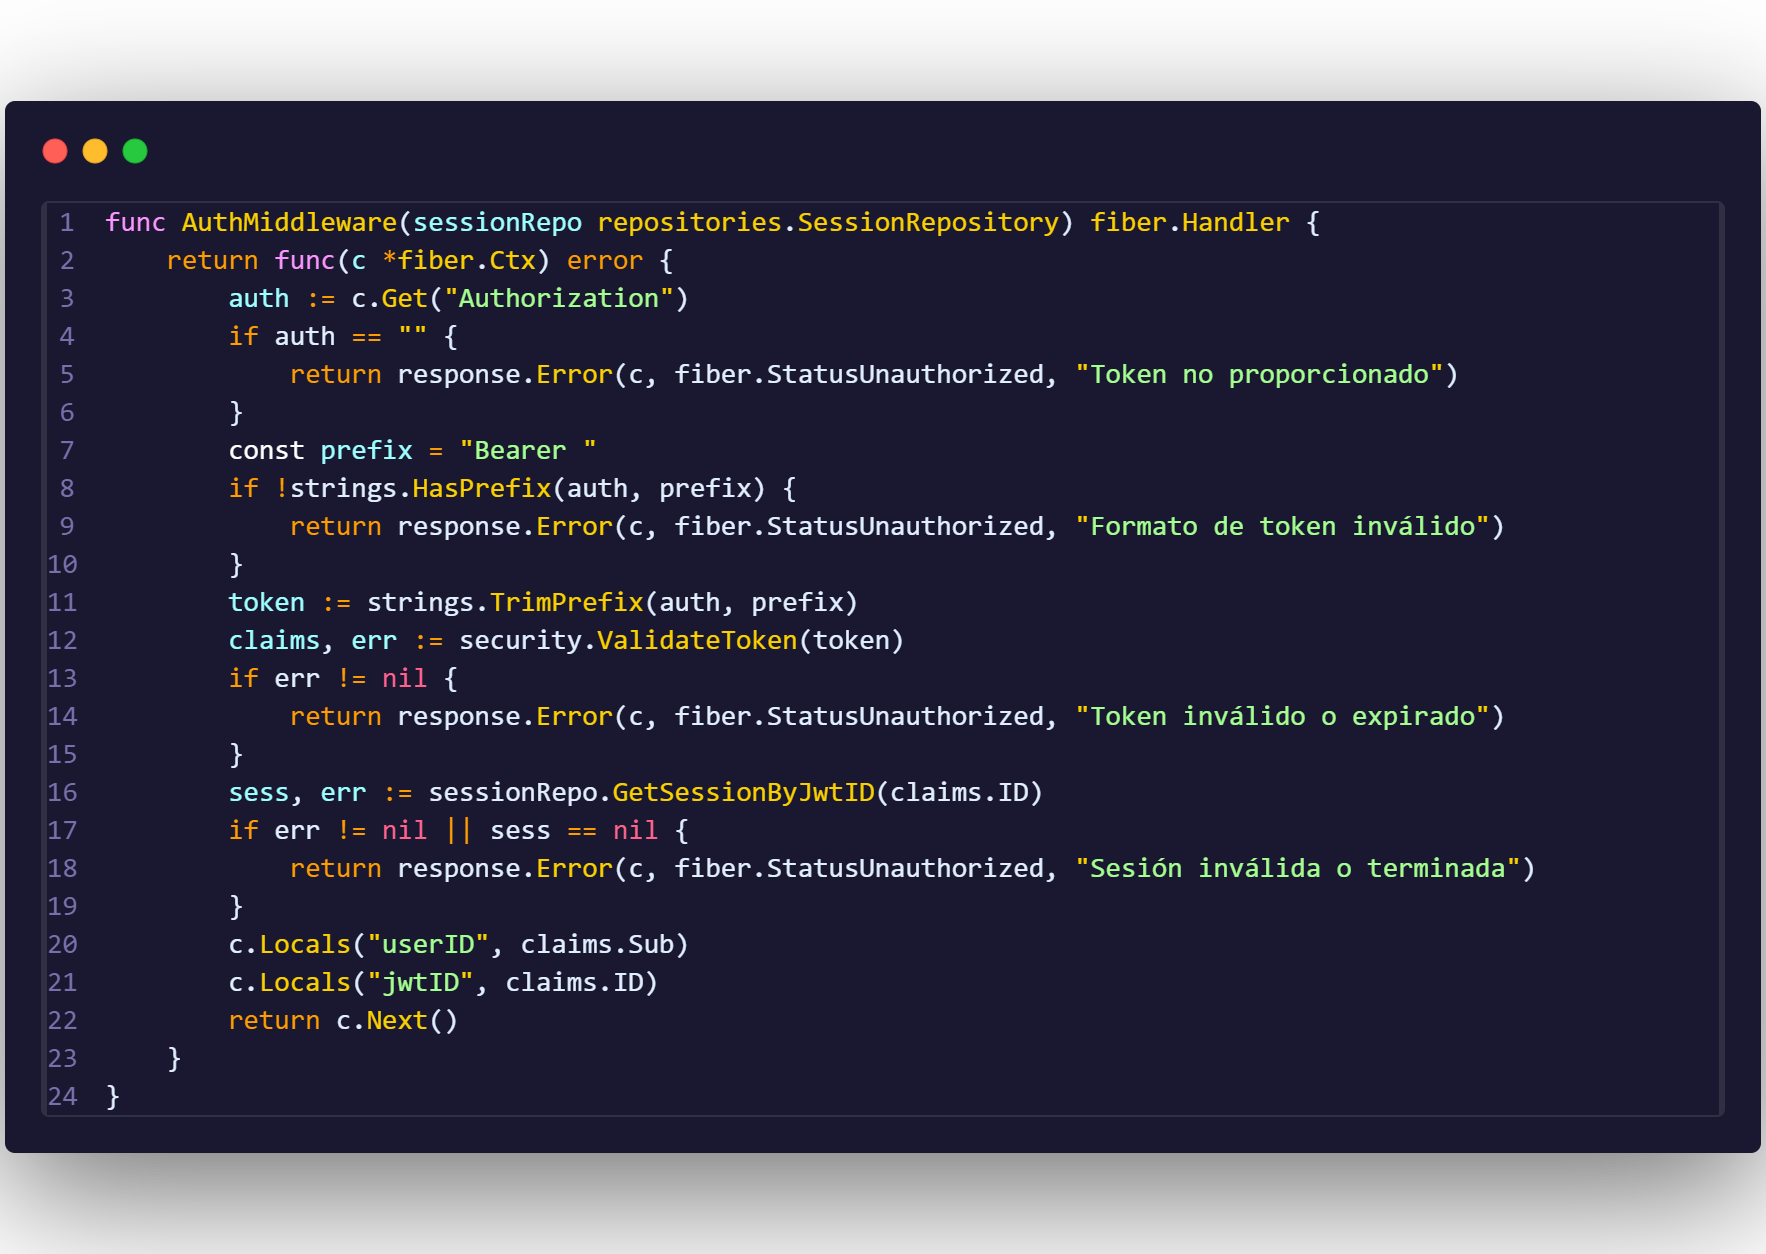 1 func AuthMiddleware(sessionRepo repositories.SessionRepository) fiber.Handler {
2     return func(c *fiber.Ctx) error {
3         auth := c.Get("Authorization")
4         if auth == "" {
5             return response.Error(c, fiber.StatusUnauthorized, "Token no proporcionado")
6         }
7         const prefix = "Bearer "
8         if !strings.HasPrefix(auth, prefix) {
9             return response.Error(c, fiber.StatusUnauthorized, "Formato de token inválido")
10         }
11         token := strings.TrimPrefix(auth, prefix)
12         claims, err := security.ValidateToken(token)
13         if err != nil {
14             return response.Error(c, fiber.StatusUnauthorized, "Token inválido o expirado")
15         }
16         sess, err := sessionRepo.GetSessionByJwtID(claims.ID)
17         if err != nil || sess == nil {
18             return response.Error(c, fiber.StatusUnauthorized, "Sesión inválida o terminada")
19         }
20         c.Locals("userID", claims.Sub)
21         c.Locals("jwtID", claims.ID)
22         return c.Next()
23     }
24 }